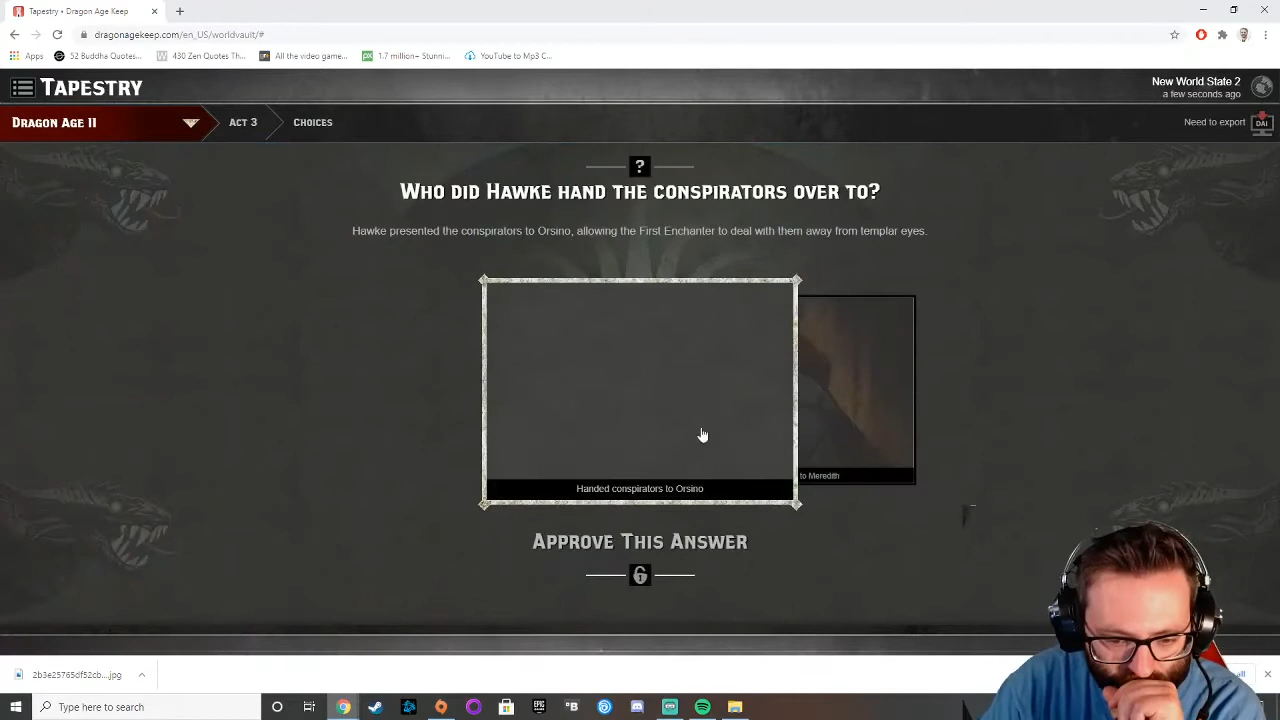 Tapestry • Dragon Age Keep
dragonagekeep.com/en_US/worldvault/#
Apps
52 Buddha Quotes...
430 Zen Quotes Th...
All the video game...
1.7 million+ Stunni...
YouTube to Mp3 C...
TAPESTRY
New World State 2
a few seconds ago
DRAGON AGE II
ACT 3
CHOICES
Need to export
DAI
?
WHO DID HAWKE HAND THE CONSPIRATORS OVER TO?
Hawke presented the conspirators to Orsino, allowing the First Enchanter to deal with them away from templar eyes.
to Meredith
Handed conspirators to Orsino
APPROVE THIS ANSWER
2b3e25765df52cb....jpg
all
Type here to search